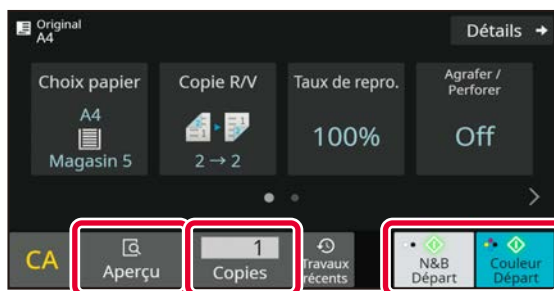 Original
A4
Détails
Choix papier
A4
Magasin 5
Copie R/V
2 → 2
Taux de repro.
100%
Agrafer /
Perforer
Off
CA
Aperçu
1
Copies
Travaux
récents
N&B
Départ
Couleur
Départ